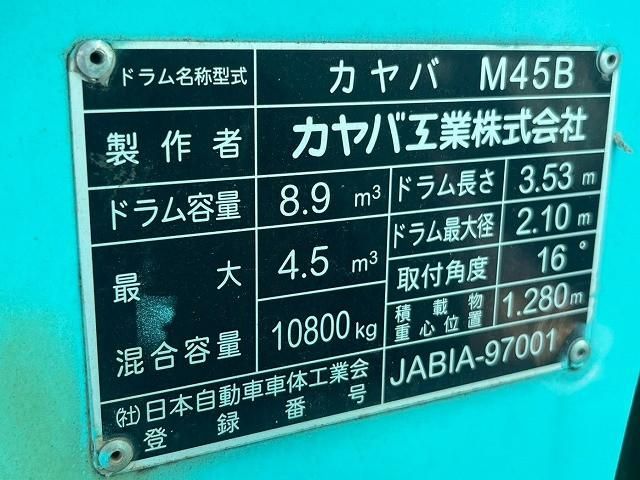 ドラム名称型式 カヤバ M45B
製作者 カヤバ工業株式会社
ドラム容量 8.9 m³ ドラム長さ 3.53 m
ドラム最大径 2.10 m
最大 4.5 m³ 取付角度 16°
混合容量 10800kg 積載物
重心位置 1.280m
(社)日本自動車車体工業会 JABIA-97001
登録番号